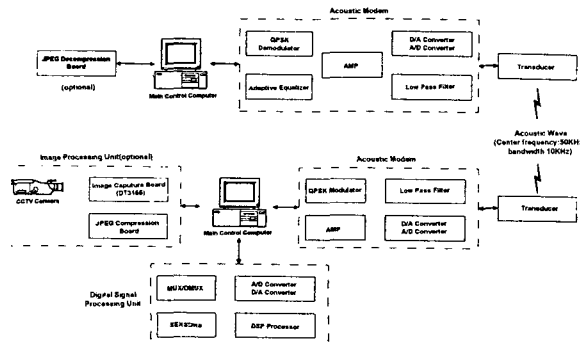 Acoustic Modem
QPSK
Demodulator
D/A Converter
A/D Converter
AMP
Adaptive Equalizer
Low Pass Filter
JPEG Decompression
Board
(optional)
Main Control Computer
Transducer
Acoustic Wave
(Center frequency:50KHz
bandwidth 10KHz)
Image Processing Unit(optional)
CCTV Camera
Image Caputure Board
(DT3155)
JPEG Compression
Board
Main Control Computer
Acoustic Modem
QPSK Modulator
Low Pass Filter
AMP
D/A Converter
A/D Converter
Transducer
Digital Signal
Processing Unit
MUX/DMUX
A/D Converter
D/A Converter
DSP Processor